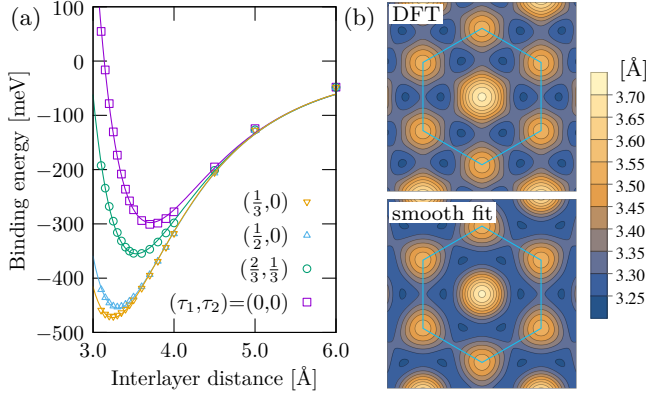 (a)
0
−100
−200
−300
−400
−500
Binding energy [meV]
(1/3,0)
(1/2,0)
(2/3,1/3)
(τ₁,τ₂)=(0,0)
3.0 4.0 5.0 6.0
Interlayer distance [Å]
(b)
DFT
smooth fit
[Å]
3.70
3.65
3.60
3.55
3.50
3.45
3.40
3.35
3.30
3.25